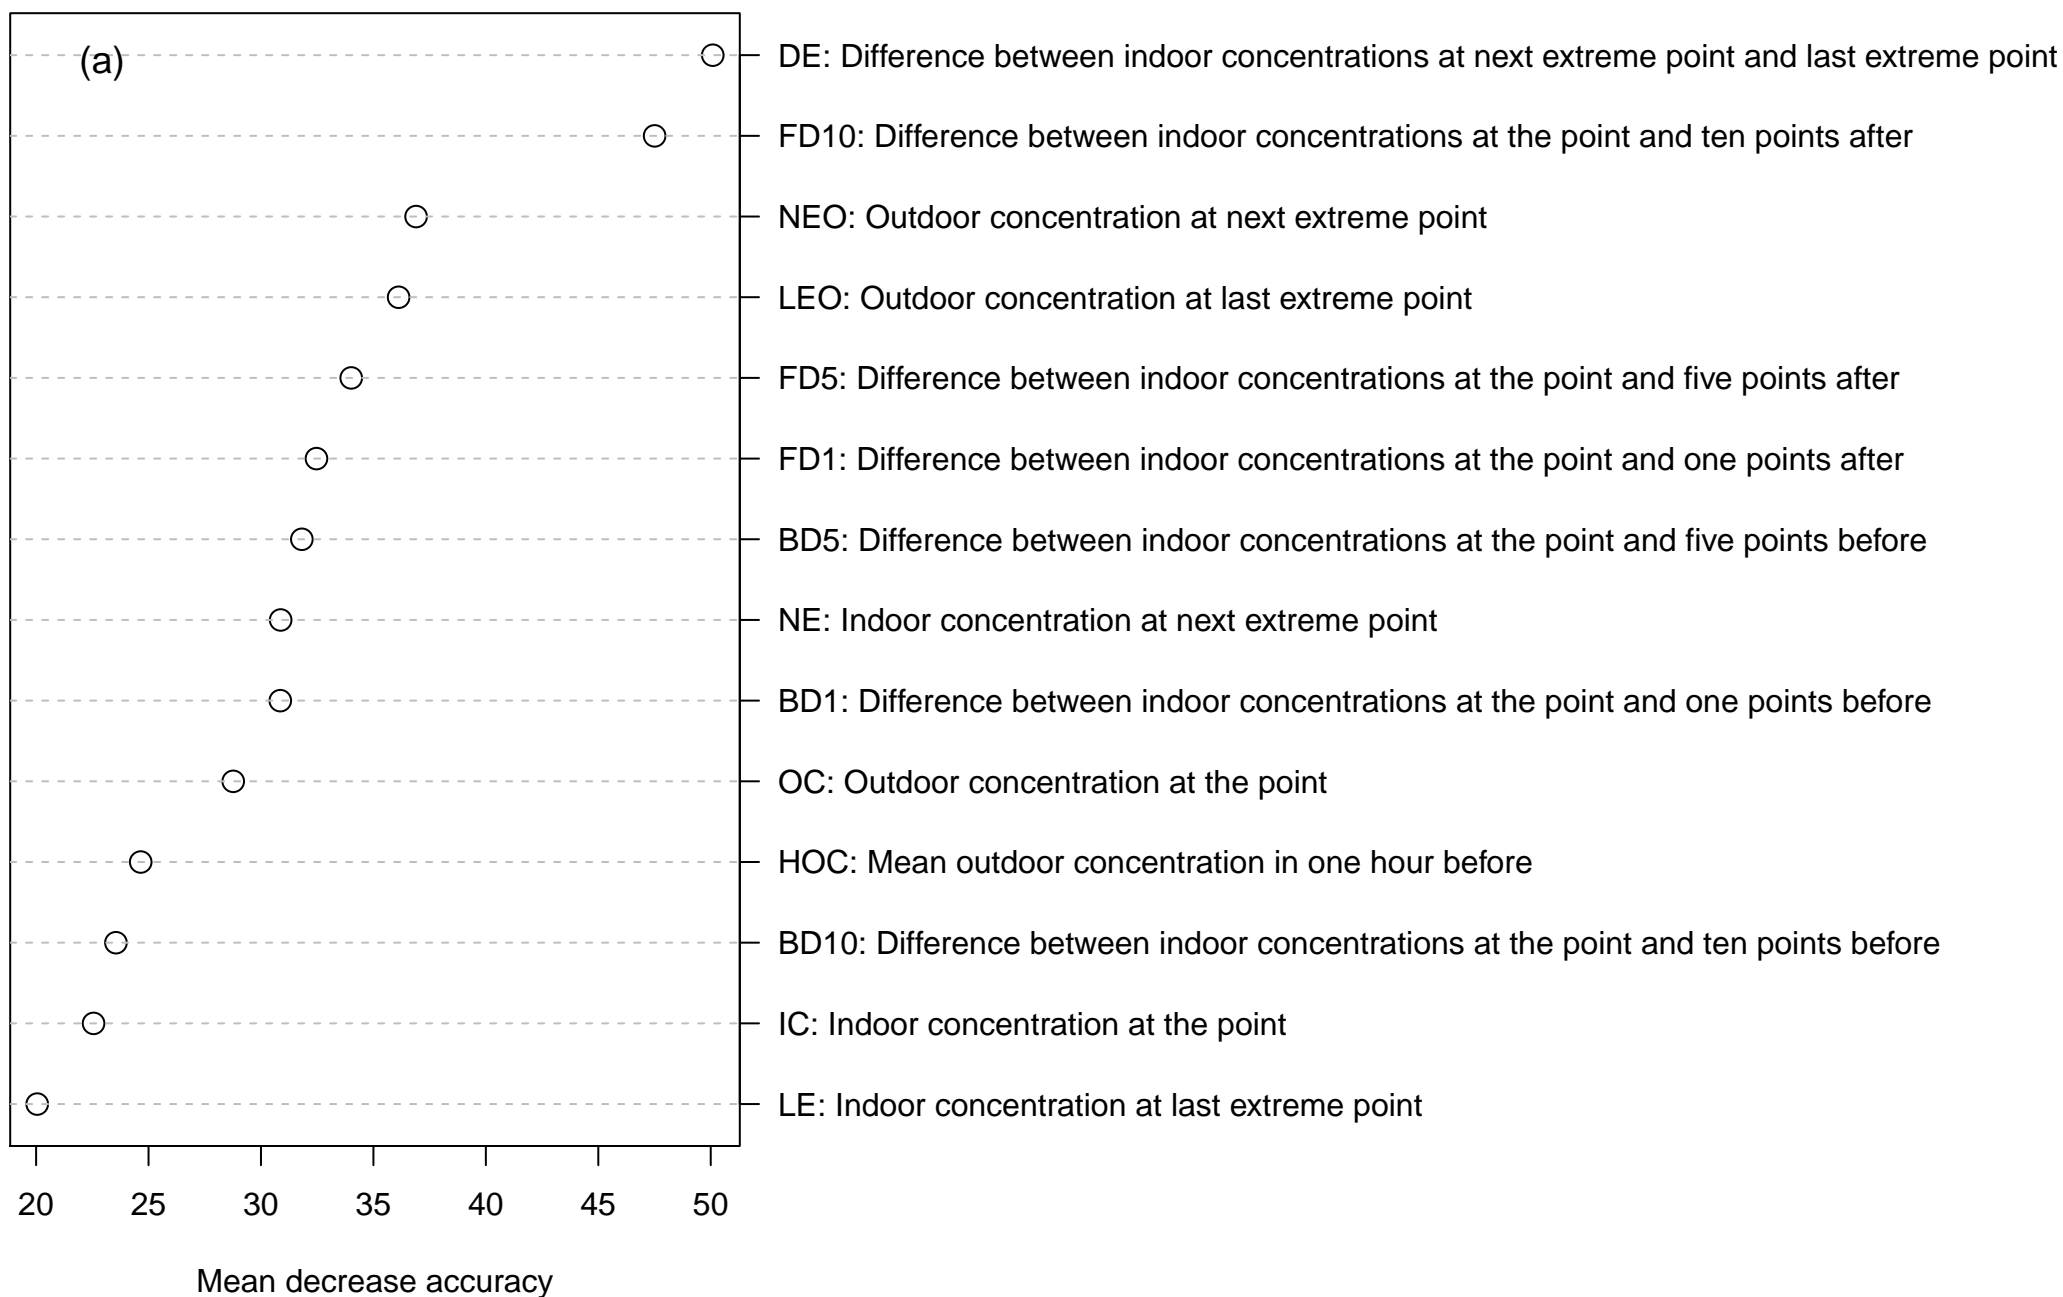 (a)
DE: Difference between indoor concentrations at next extreme point and last extreme point
FD10: Difference between indoor concentrations at the point and ten points after
NEO: Outdoor concentration at next extreme point
LEO: Outdoor concentration at last extreme point
FD5: Difference between indoor concentrations at the point and five points after
FD1: Difference between indoor concentrations at the point and one points after
BD5: Difference between indoor concentrations at the point and five points before
NE: Indoor concentration at next extreme point
BD1: Difference between indoor concentrations at the point and one points before
OC: Outdoor concentration at the point
HOC: Mean outdoor concentration in one hour before
BD10: Difference between indoor concentrations at the point and ten points before
IC: Indoor concentration at the point
LE: Indoor concentration at last extreme point
20 25 30 35 40 45 50
Mean decrease accuracy